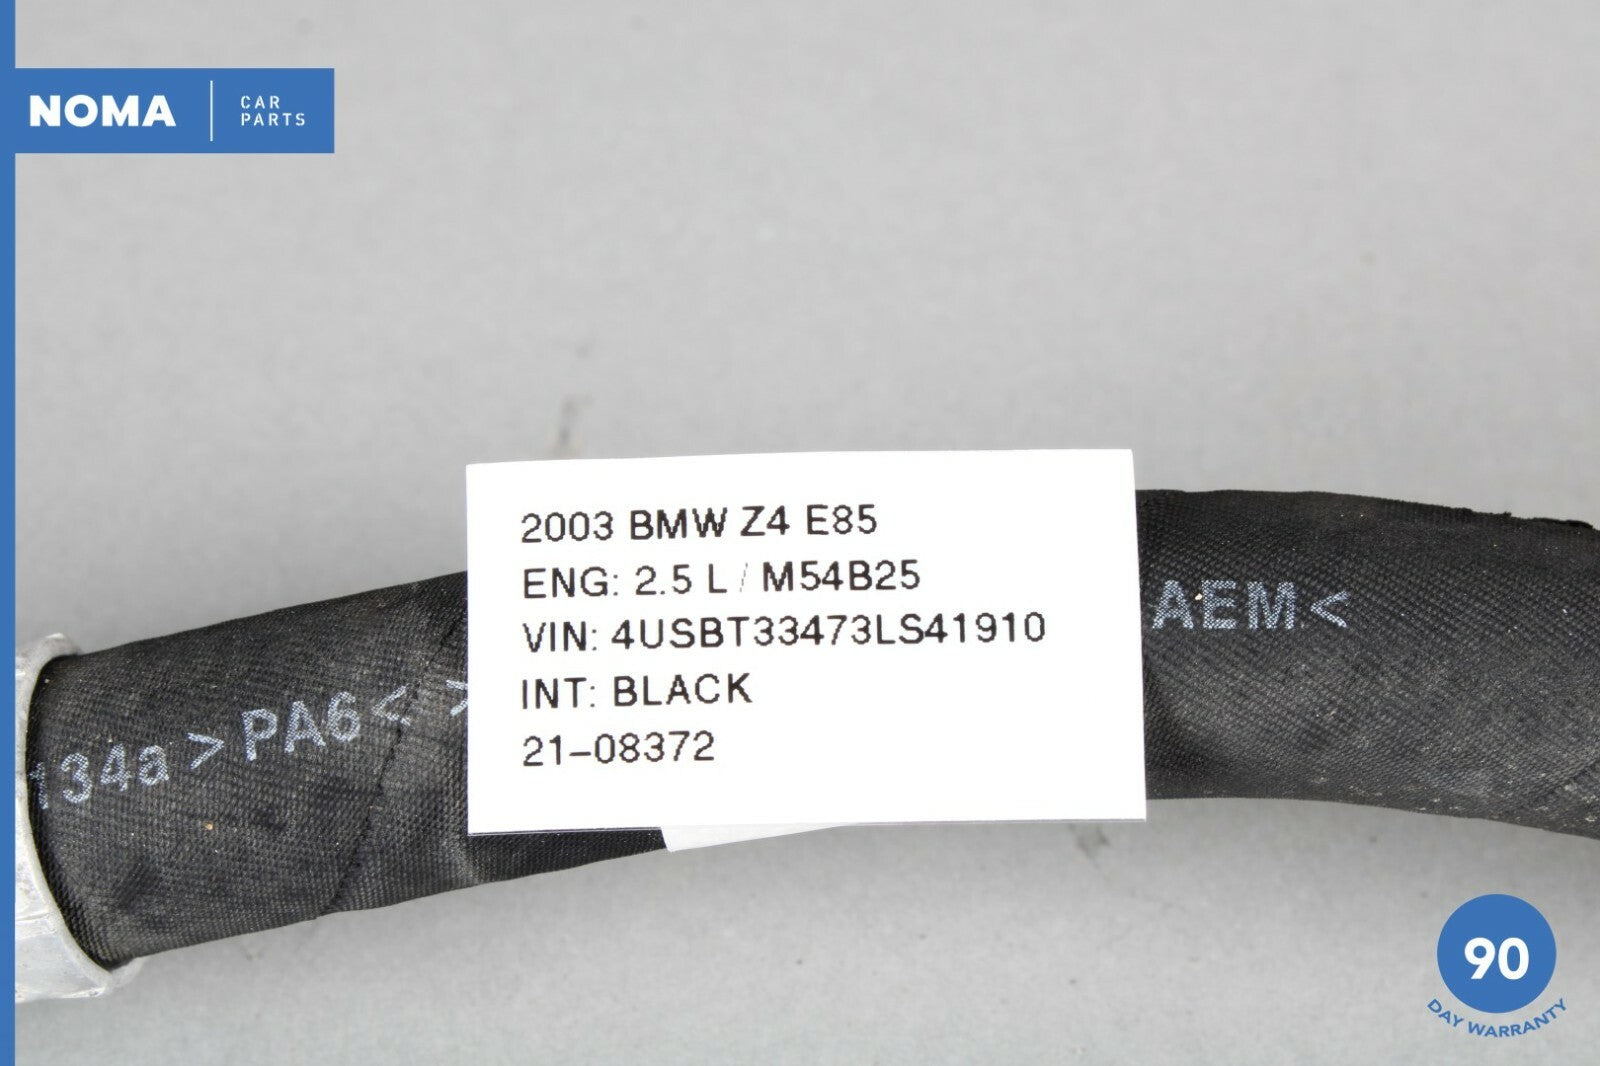 NOMA
CAR
PARTS
2003 BMW Z4 E85
ENG: 2.5 L / M54B25
VIN: 4USBT33473LS41910
INT: BLACK
21-08372
134a > PA6 < >
AEM <
90
DAY WARRANTY